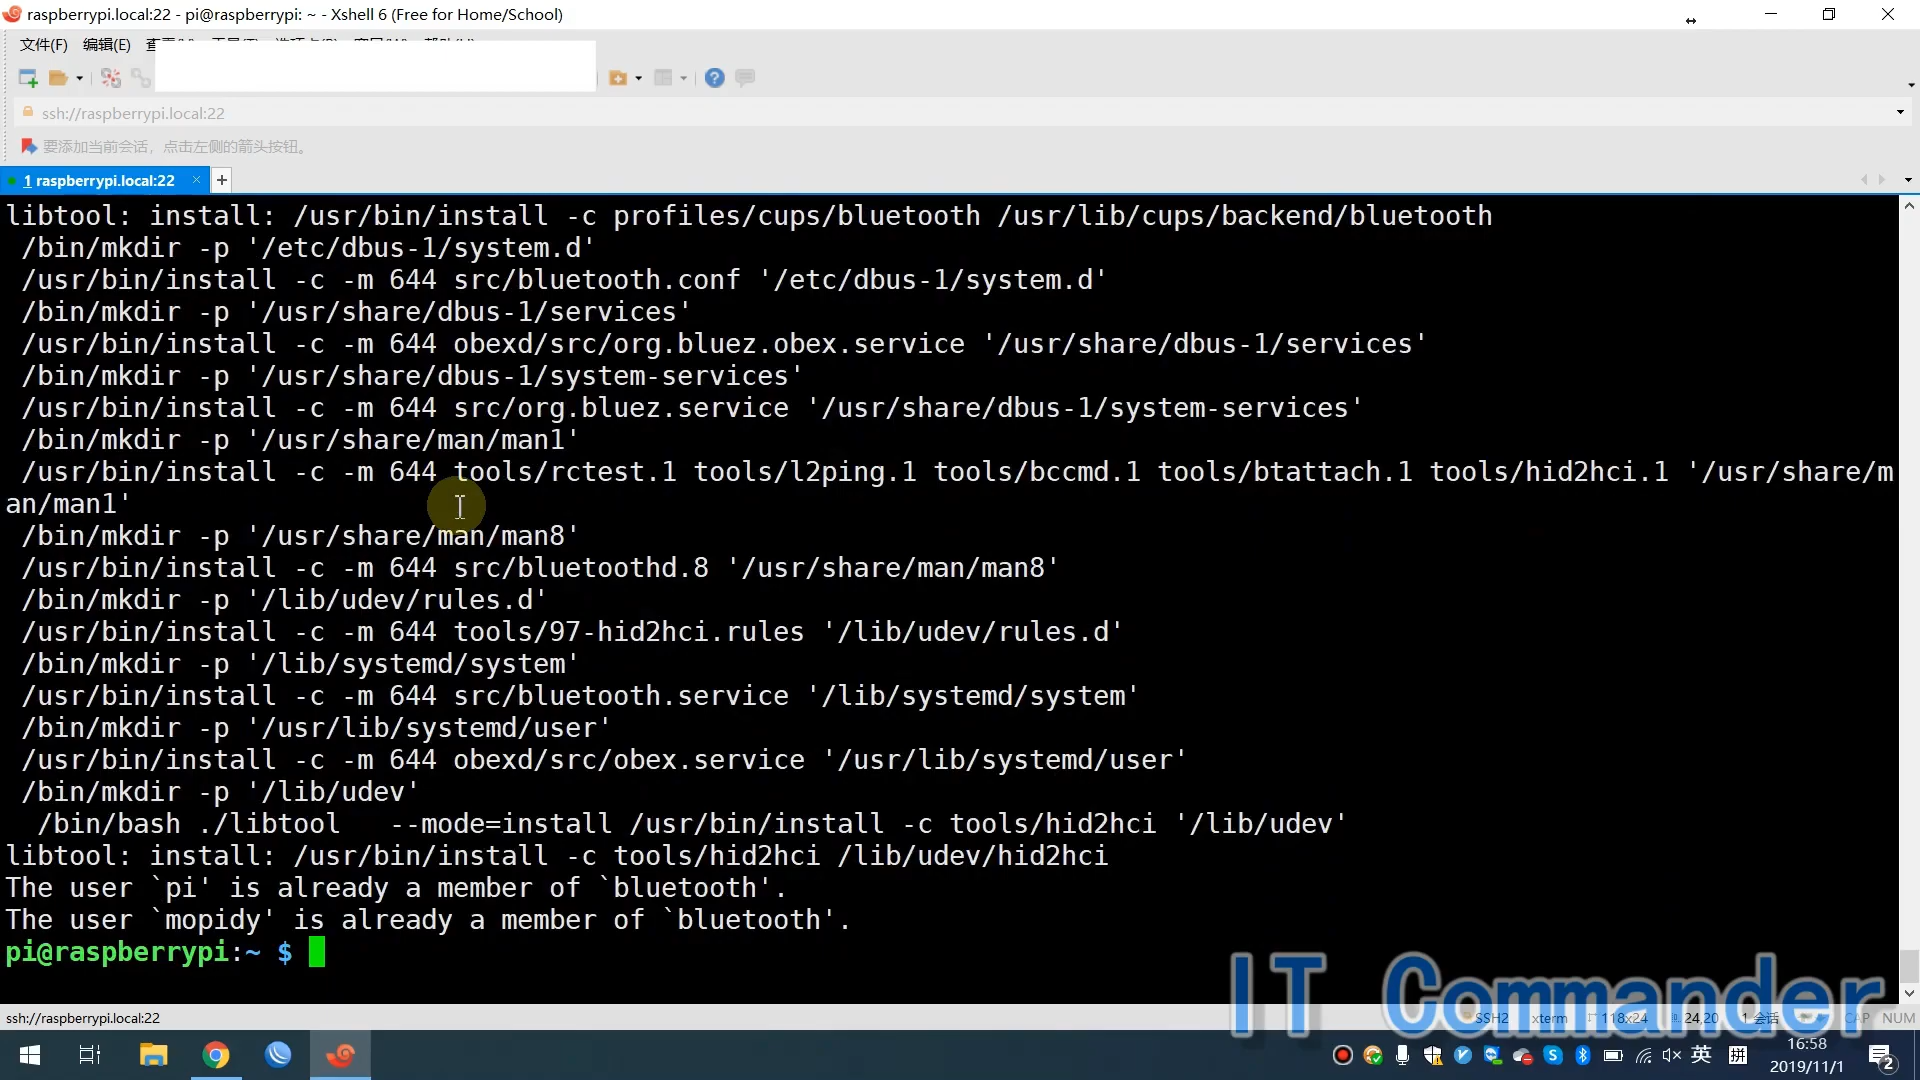 raspberrypi.local:22 - pi@raspberrypi: ~ - Xshell 6 (Free for Home/School)
文件(F) 编辑(E)
ssh://raspberrypi.local:22
要添加当前会话，点击左侧的箭头按钮。
1 raspberrypi.local:22 × +
libtool: install: /usr/bin/install -c profiles/cups/bluetooth /usr/lib/cups/backend/bluetooth
/bin/mkdir -p '/etc/dbus-1/system.d'
/usr/bin/install -c -m 644 src/bluetooth.conf '/etc/dbus-1/system.d'
/bin/mkdir -p '/usr/share/dbus-1/services'
/usr/bin/install -c -m 644 obexd/src/org.bluez.obex.service '/usr/share/dbus-1/services'
/bin/mkdir -p '/usr/share/dbus-1/system-services'
/usr/bin/install -c -m 644 src/org.bluez.service '/usr/share/dbus-1/system-services'
/bin/mkdir -p '/usr/share/man/man1'
/usr/bin/install -c -m 644 tools/rctest.1 tools/l2ping.1 tools/bccmd.1 tools/btattach.1 tools/hid2hci.1 '/usr/share/m
an/man1'
/bin/mkdir -p '/usr/share/man/man8'
/usr/bin/install -c -m 644 src/bluetoothd.8 '/usr/share/man/man8'
/bin/mkdir -p '/lib/udev/rules.d'
/usr/bin/install -c -m 644 tools/97-hid2hci.rules '/lib/udev/rules.d'
/bin/mkdir -p '/lib/systemd/system'
/usr/bin/install -c -m 644 src/bluetooth.service '/lib/systemd/system'
/bin/mkdir -p '/usr/lib/systemd/user'
/usr/bin/install -c -m 644 obexd/src/obex.service '/usr/lib/systemd/user'
/bin/mkdir -p '/lib/udev'
/bin/bash ./libtool   --mode=install /usr/bin/install -c tools/hid2hci '/lib/udev'
libtool: install: /usr/bin/install -c tools/hid2hci /lib/udev/hid2hci
The user `pi' is already a member of `bluetooth'.
The user `mopidy' is already a member of `bluetooth'.
pi@raspberrypi:~ $
IT Commander
ssh://raspberrypi.local:22 SSH2 xterm 118x24 24,20 1 会话 CAP NUM
英 拼 16:58
2019/11/1 2